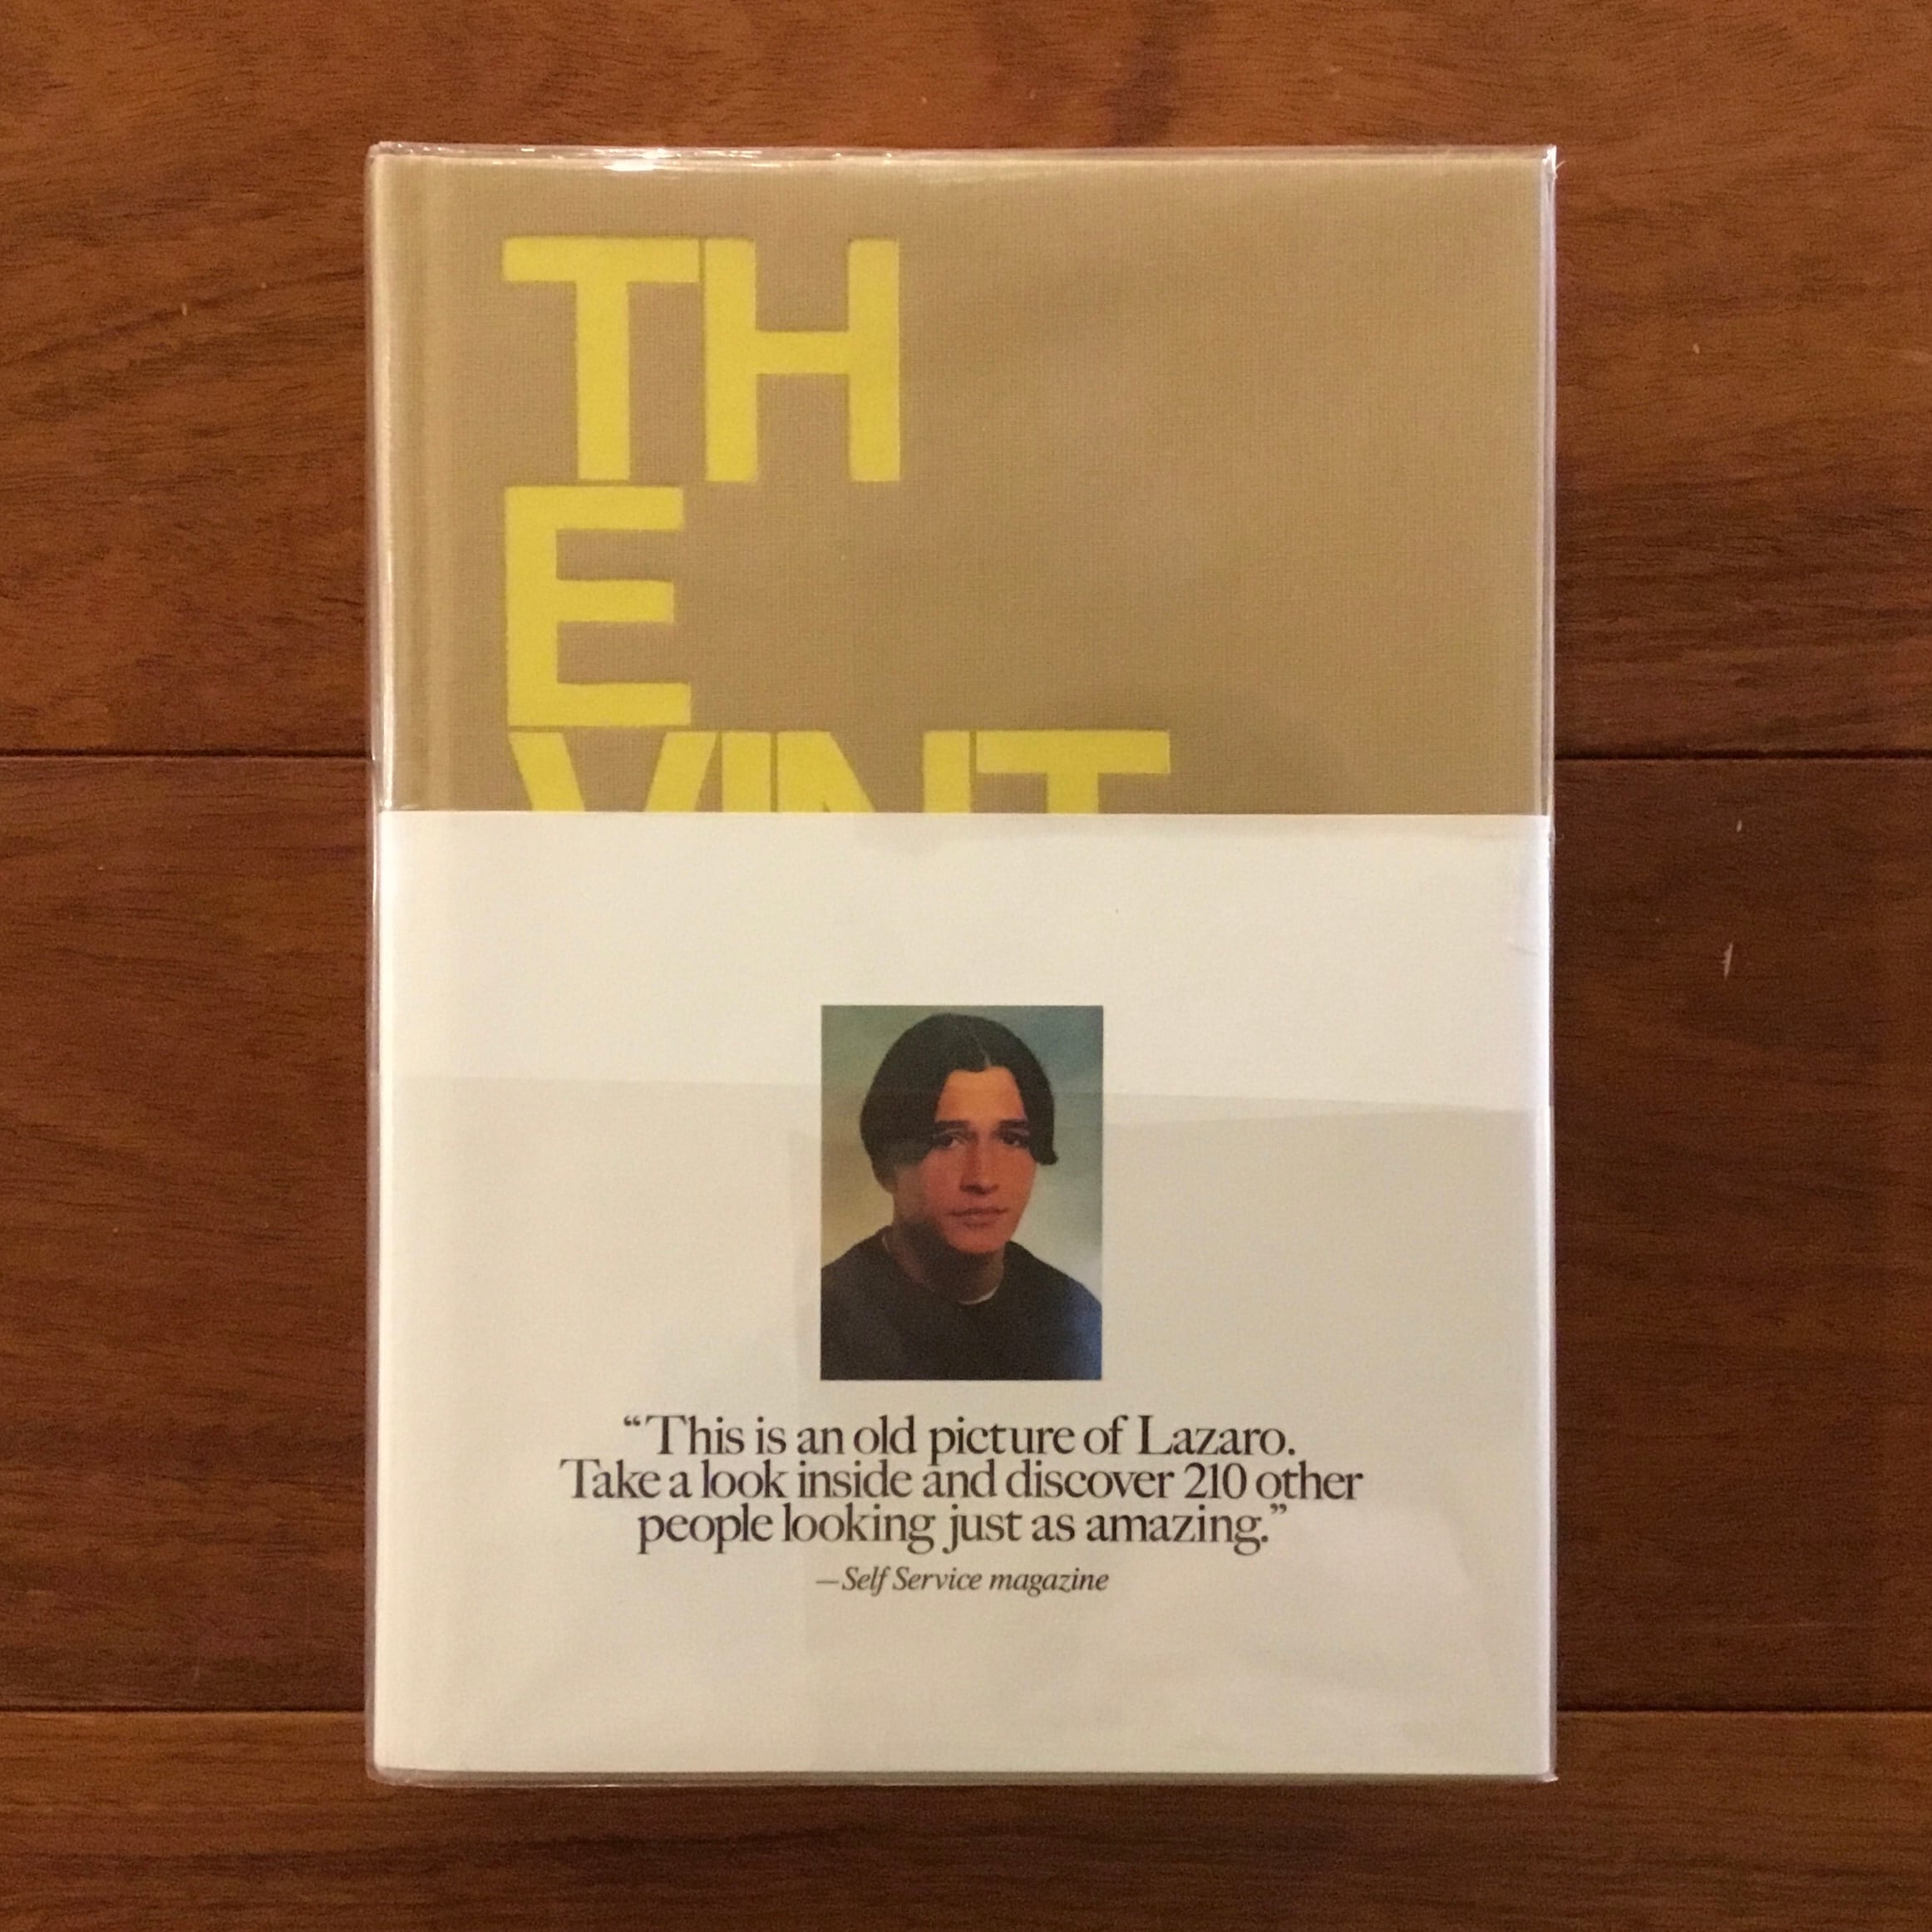 TH
E
VINT
“This is an old picture of Lazaro.
Take a look inside and discover 210 other
people looking just as amazing.”
—Self Service magazine